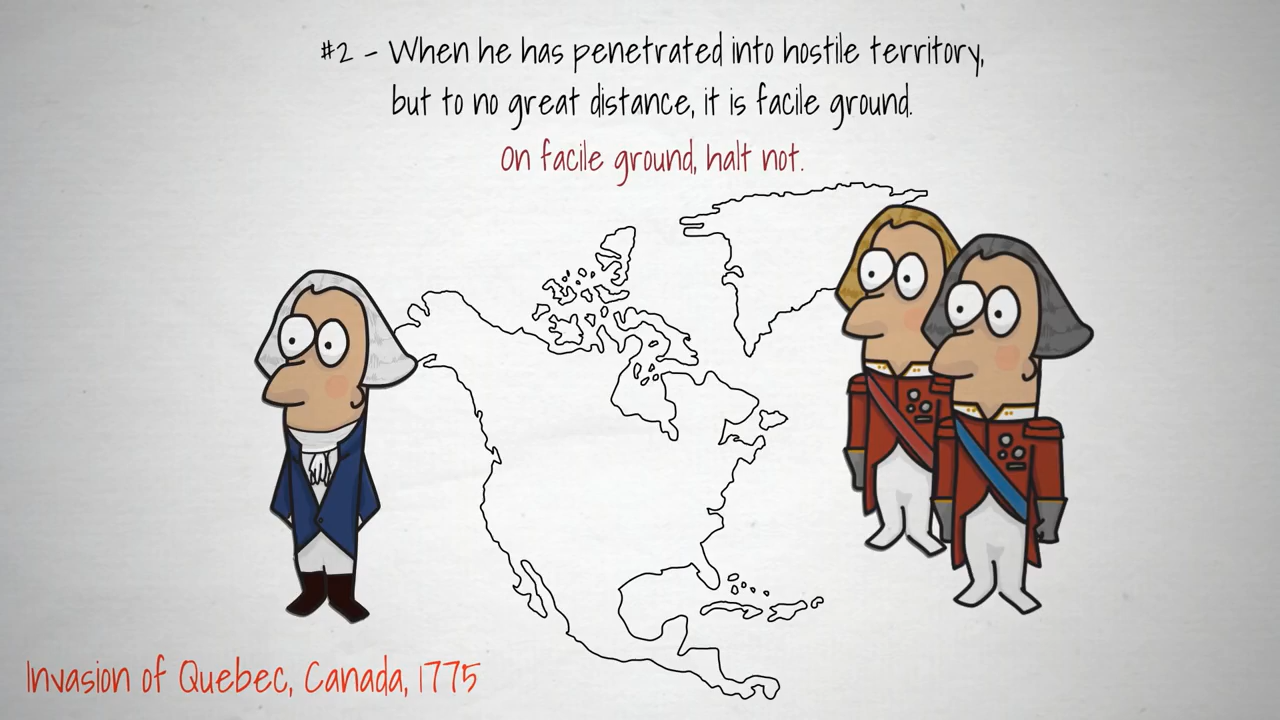 #2 - When he has penetrated into hostile territory,
but to no great distance, it is facile ground.
On facile ground, halt not.
Invasion of Quebec, Canada, 1775